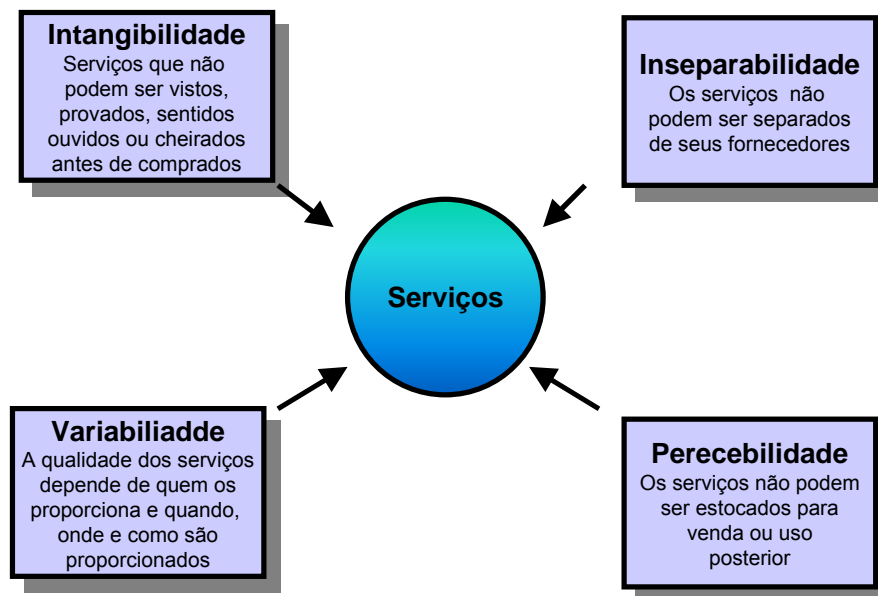 Intangibilidade
Serviços que não
podem ser vistos,
provados, sentidos
ouvidos ou cheirados
antes de comprados
Inseparabilidade
Os serviços não
podem ser separados
de seus fornecedores
Serviços
Variabiliadde
A qualidade dos serviços
depende de quem os
proporciona e quando,
onde e como são
proporcionados
Perecebilidade
Os serviços não podem
ser estocados para
venda ou uso
posterior